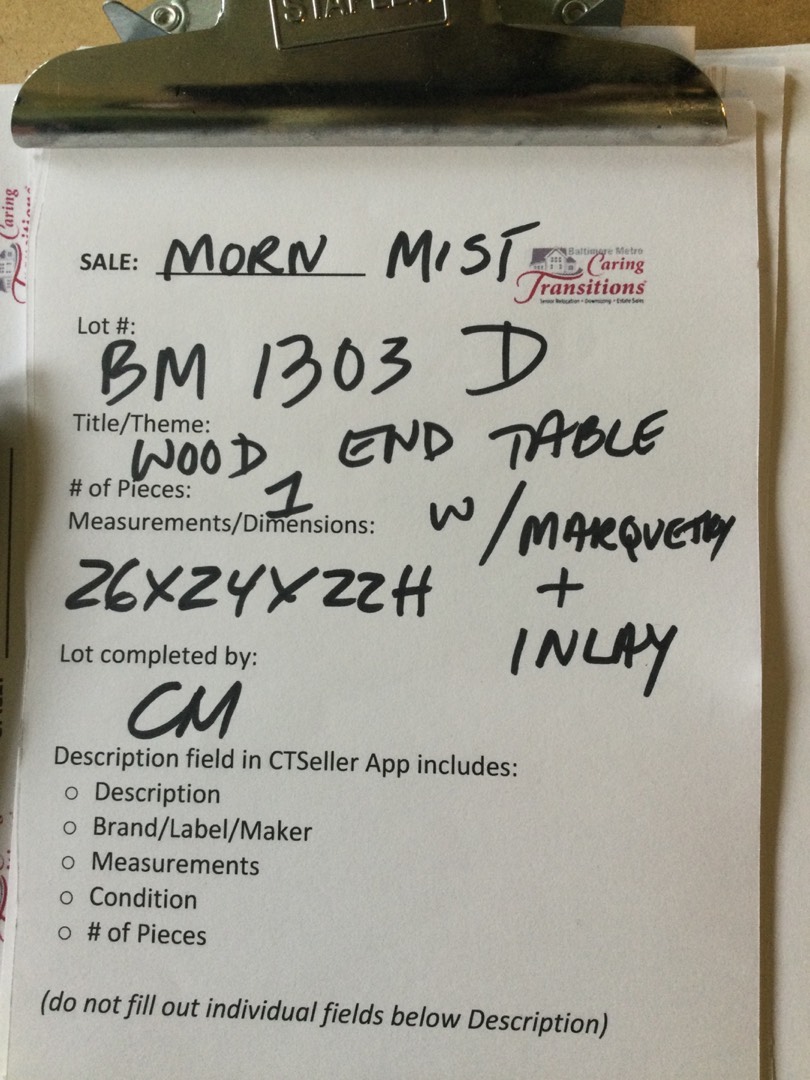 STAPLES
SALE: MORN MIST
Baltimore Metro
Caring
Transitions
Senior Relocation • Downsizing • Estate Sales
Lot #:
BM 1303 D
Title/Theme:
WOOD END TABLE
# of Pieces: 1
W/MARQUETRY
Measurements/Dimensions:
26X24X22H
+
INLAY
Lot completed by:
CM
Description field in CTSeller App includes:
○ Description
○ Brand/Label/Maker
○ Measurements
○ Condition
○ # of Pieces
(do not fill out individual fields below Description)
Caring